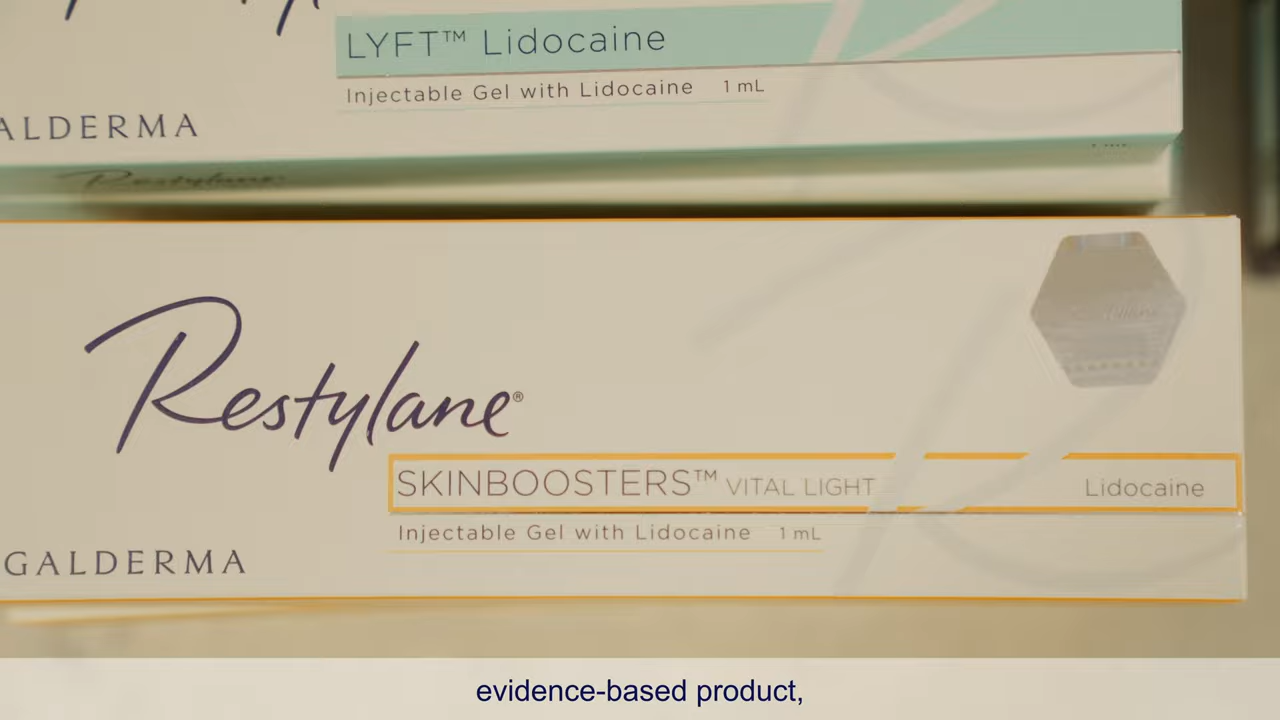 LYFT™ Lidocaine
Injectable Gel with Lidocaine 1 mL
ALDERMA
Restylane
Restylane®
SKINBOOSTERS™ VITAL LIGHT Lidocaine
Injectable Gel with Lidocaine 1 mL
GALDERMA
evidence-based product,